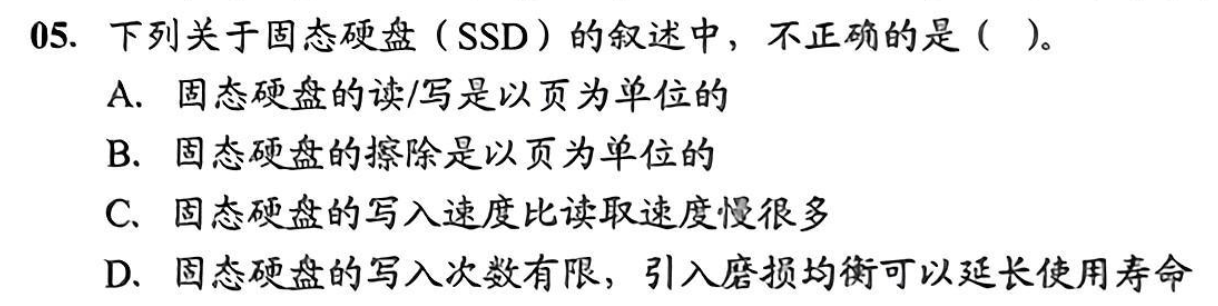 05. 下列关于固态硬盘（SSD）的叙述中，不正确的是（ ）。
A. 固态硬盘的读/写是以页为单位的
B. 固态硬盘的擦除是以页为单位的
C. 固态硬盘的写入速度比读取速度慢很多
D. 固态硬盘的写入次数有限，引入磨损均衡可以延长使用寿命